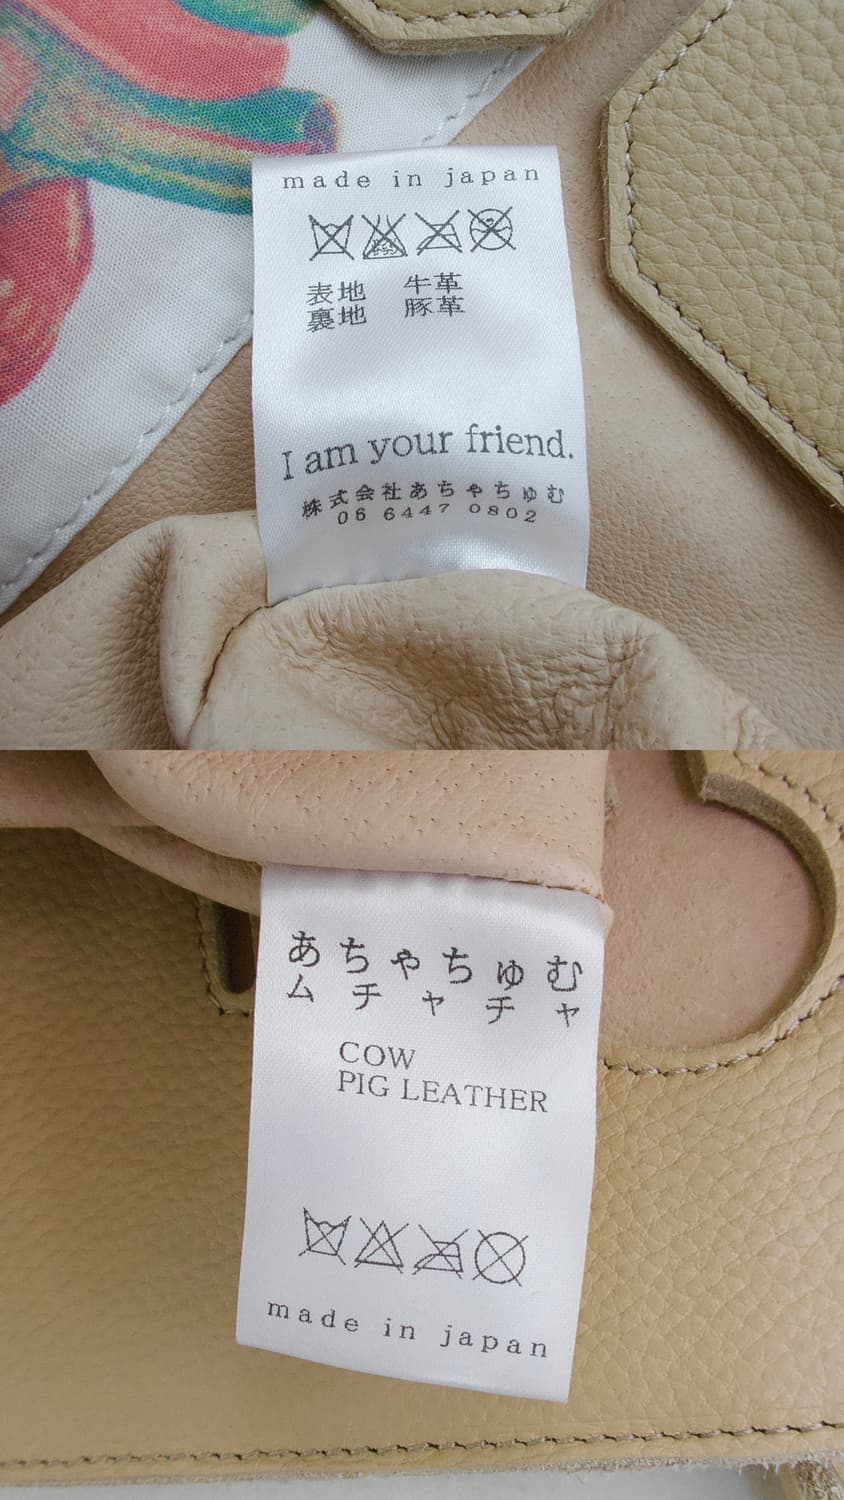 made in japan
表地 牛革
裏地 豚革
I am your friend.
株式会社あちゃちゅむ
06 6447 0802
あちゃちゅむ
ムチャチャ
COW
PIG LEATHER
made in japan